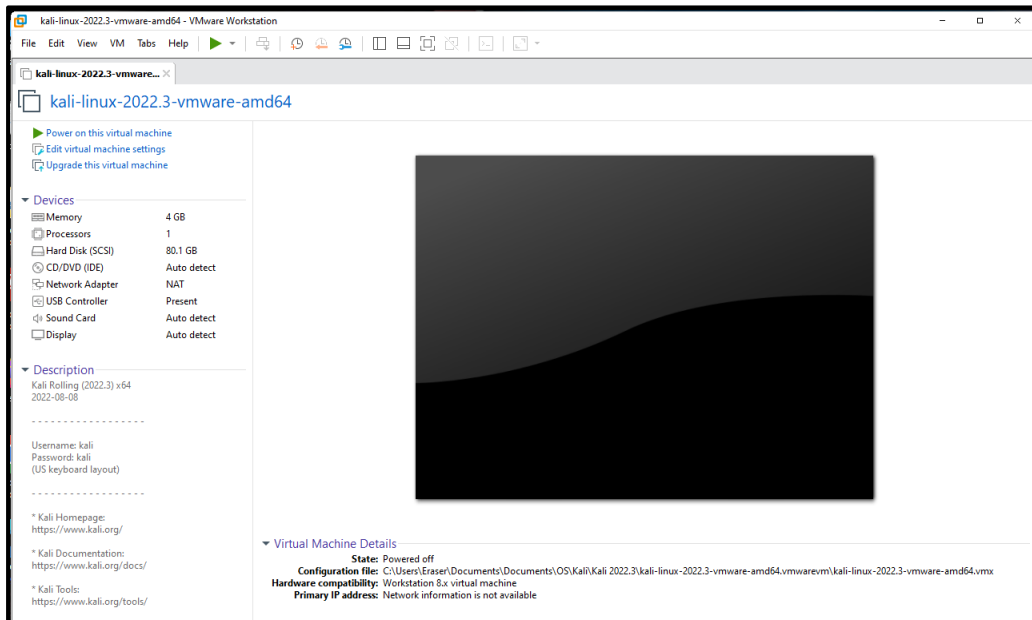 kali-linux-2022.3-vmware-amd64 - VMware Workstation
File Edit View VM Tabs Help
kali-linux-2022.3-vmware...
kali-linux-2022.3-vmware-amd64
Power on this virtual machine
Edit virtual machine settings
Upgrade this virtual machine
Devices
Memory 4 GB
Processors 1
Hard Disk (SCSI) 80.1 GB
CD/DVD (IDE) Auto detect
Network Adapter NAT
USB Controller Present
Sound Card Auto detect
Display Auto detect
Description
Kali Rolling (2022.3) x64
2022-08-08
- - - - - - - - - - - - - - - - - -
Username: kali
Password: kali
(US keyboard layout)
- - - - - - - - - - - - - - - - - -
* Kali Homepage:
https://www.kali.org/
* Kali Documentation:
https://www.kali.org/docs/
* Kali Tools:
https://www.kali.org/tools/
Virtual Machine Details
State: Powered off
Configuration file: C:\Users\Eraser\Documents\Documents\OS\Kali\Kali 2022.3\kali-linux-2022.3-vmware-amd64.vmwarevm\kali-linux-2022.3-vmware-amd64.vmx
Hardware compatibility: Workstation 8.x virtual machine
Primary IP address: Network information is not available